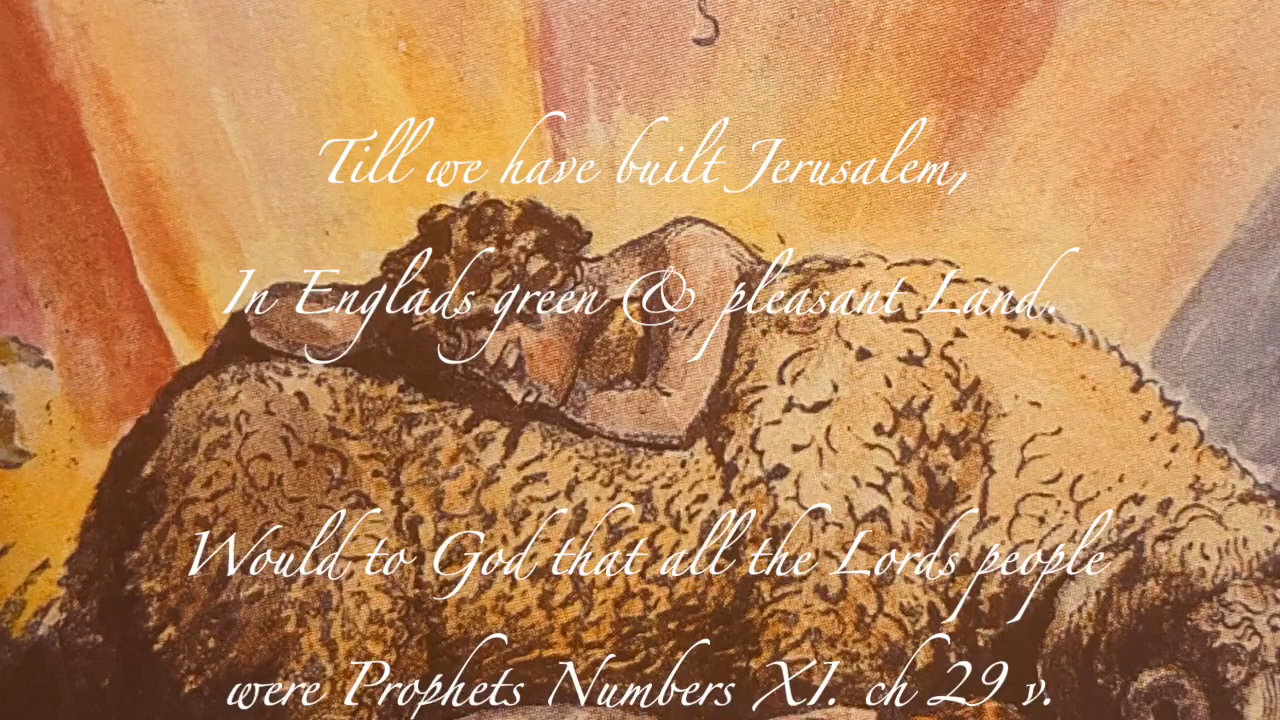 Till we have built Jerusalem,
In Englads green & pleasant Land.
Would to God that all the Lords people
were Prophets Numbers XI. ch 29 v.